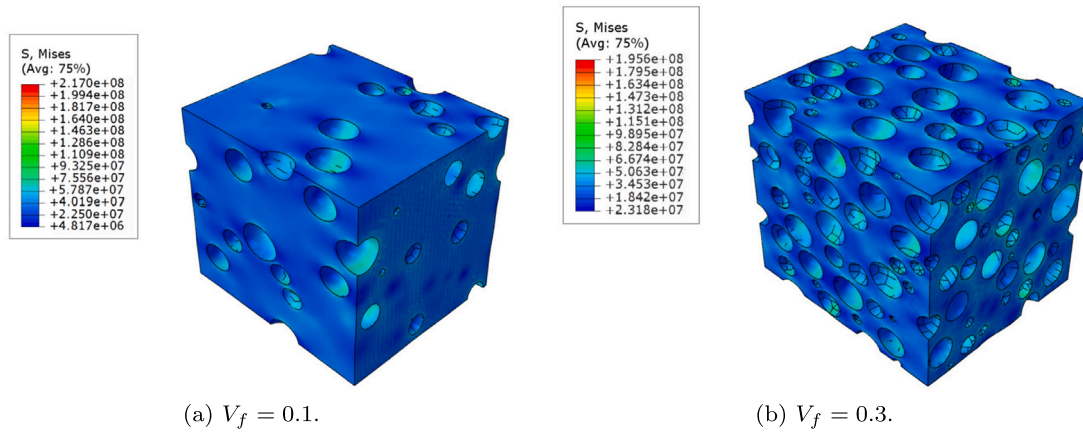 S, Mises
(Avg: 75%)
+2.170e+08
+1.994e+08
+1.817e+08
+1.640e+08
+1.463e+08
+1.286e+08
+1.109e+08
+9.325e+07
+7.556e+07
+5.787e+07
+4.019e+07
+2.250e+07
+4.817e+06
S, Mises
(Avg: 75%)
+1.956e+08
+1.795e+08
+1.634e+08
+1.473e+08
+1.312e+08
+1.151e+08
+9.895e+07
+8.284e+07
+6.674e+07
+5.063e+07
+3.453e+07
+1.842e+07
+2.318e+07
(a) V_f = 0.1.
(b) V_f = 0.3.